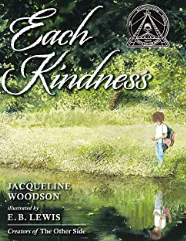 Each
Kindness
JACQUELINE
WOODSON
illustrated by
E. B. LEWIS
Creators of The Other Side